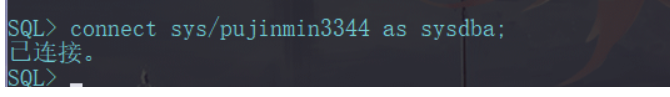 SQL> connect sys/pujinmin3344 as sysdba;
已连接。
SQL>